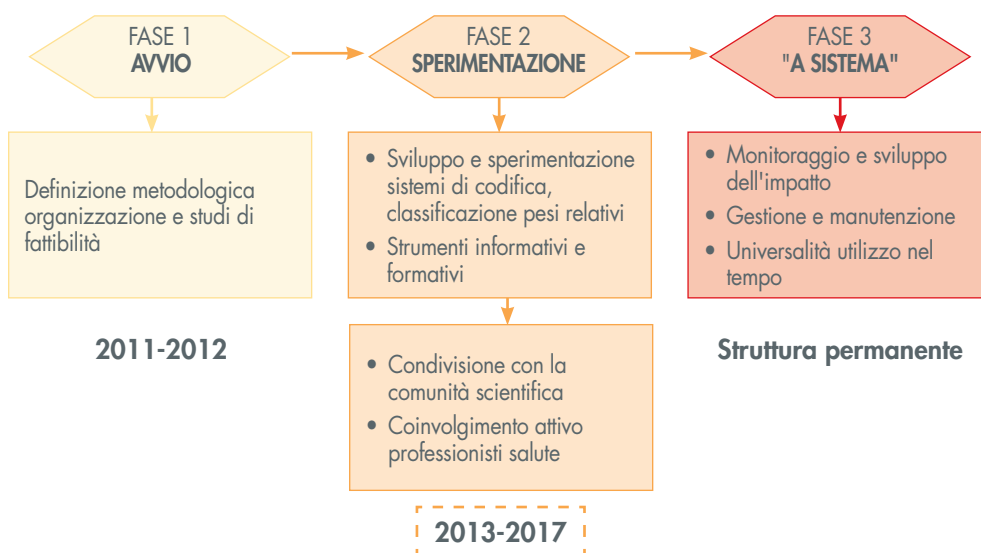 FASE 1
AVVIO
FASE 2
SPERIMENTAZIONE
FASE 3
"A SISTEMA"
Definizione metodologica
organizzazione e studi di
fattibilità
2011-2012
• Sviluppo e sperimentazione
sistemi di codifica,
classificazione pesi relativi
• Strumenti informativi e
formativi
• Condivisione con la
comunità scientifica
• Coinvolgimento attivo
professionisti salute
2013-2017
• Monitoraggio e sviluppo
dell'impatto
• Gestione e manutenzione
• Universalità utilizzo nel
tempo
Struttura permanente